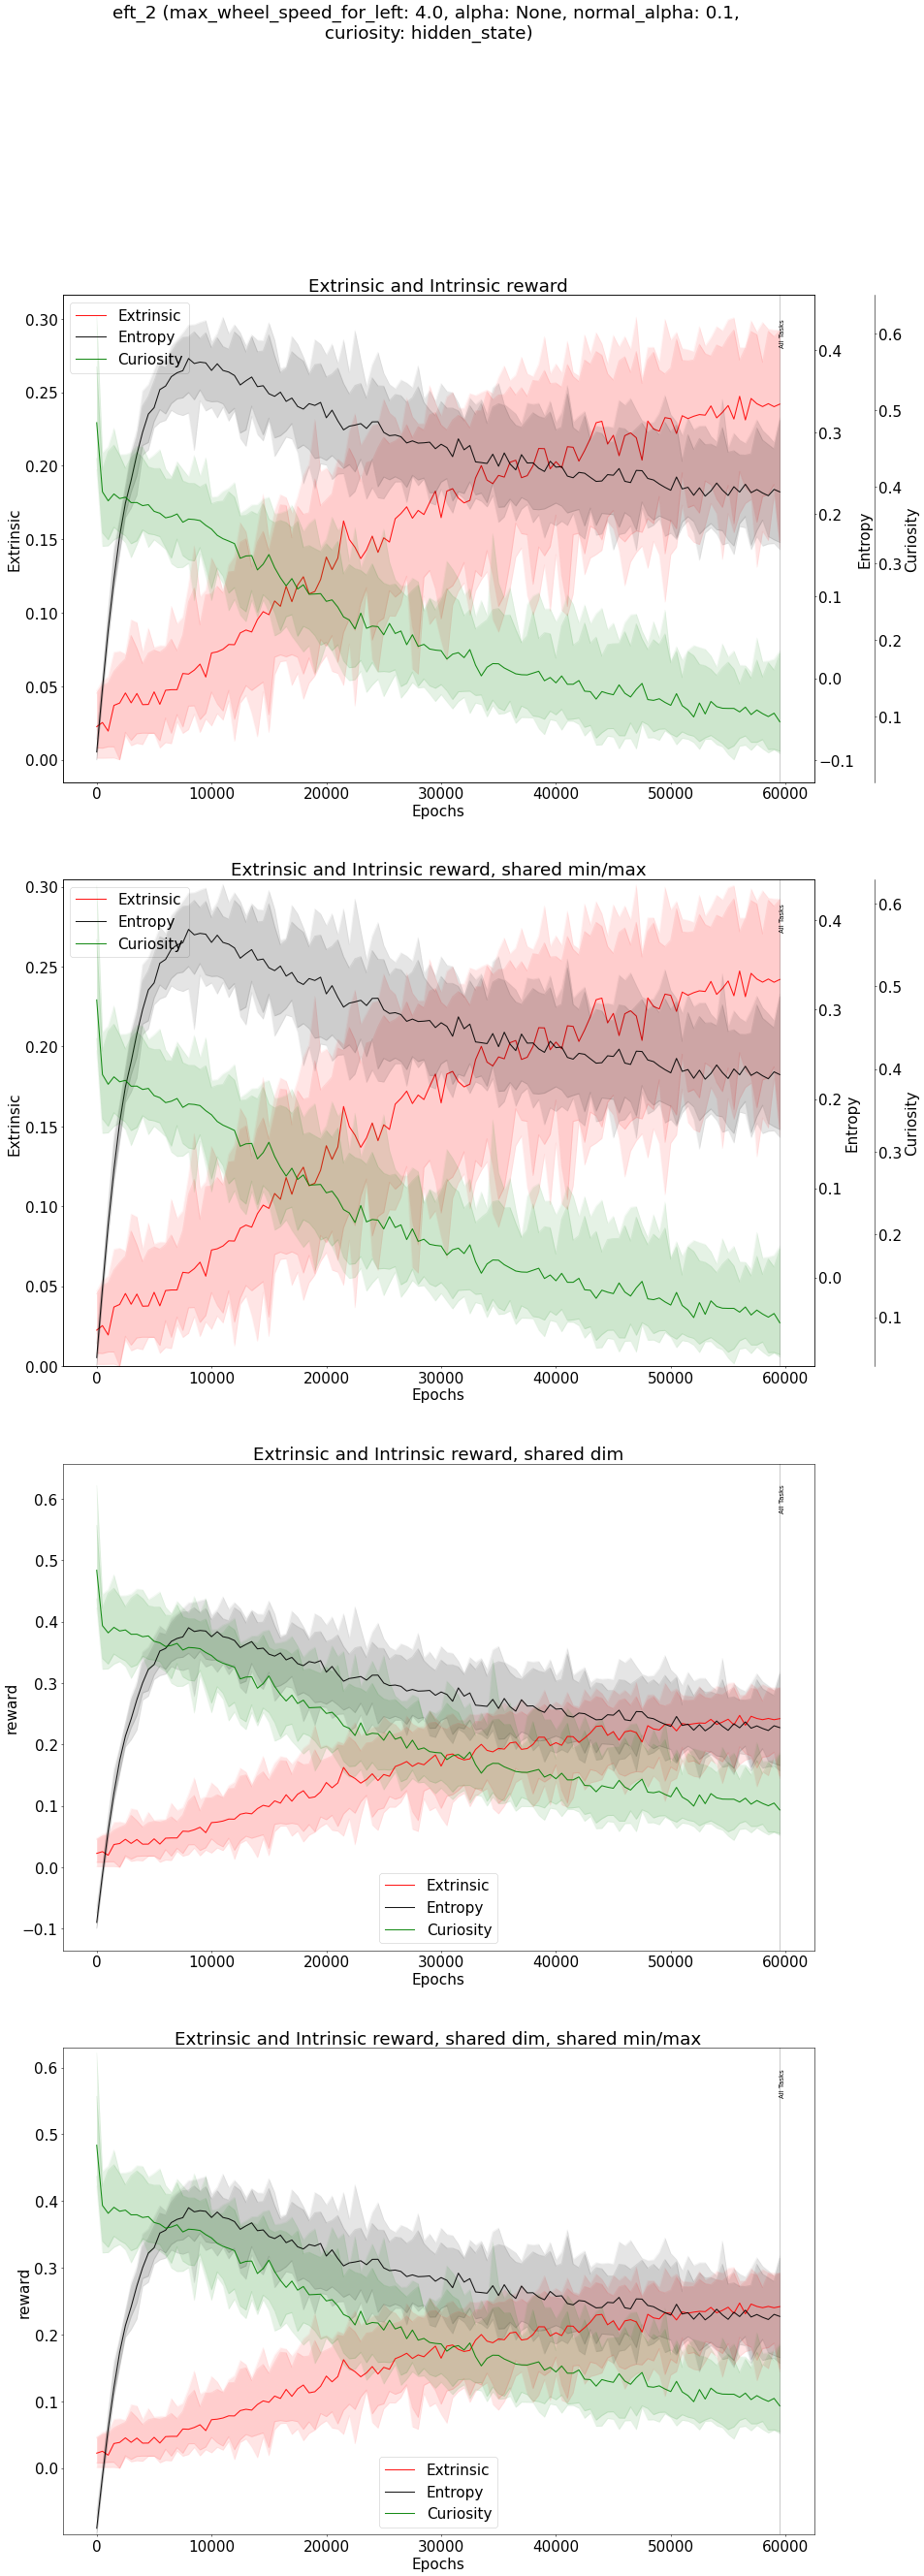 eft_2 (max_wheel_speed_for_left: 4.0, alpha: None, normal_alpha: 0.1,
curiosity: hidden_state)
Extrinsic and Intrinsic reward
Extrinsic
Entropy
Curiosity
All Tasks
0.30
0.25
0.20
0.15
0.10
0.05
0.00
Extrinsic
0.4
0.3
0.2
0.1
0.0
−0.1
Entropy
0.6
0.5
0.4
0.3
0.2
0.1
Curiosity
0 10000 20000 30000 40000 50000 60000
Epochs
Extrinsic and Intrinsic reward, shared min/max
Extrinsic
Entropy
Curiosity
All Tasks
0.30
0.25
0.20
0.15
0.10
0.05
0.00
Extrinsic
0.4
0.3
0.2
0.1
0.0
Entropy
0.6
0.5
0.4
0.3
0.2
0.1
Curiosity
0 10000 20000 30000 40000 50000 60000
Epochs
Extrinsic and Intrinsic reward, shared dim
All Tasks
0.6
0.5
0.4
0.3
0.2
0.1
0.0
−0.1
reward
Extrinsic
Entropy
Curiosity
0 10000 20000 30000 40000 50000 60000
Epochs
Extrinsic and Intrinsic reward, shared dim, shared min/max
All Tasks
0.6
0.5
0.4
0.3
0.2
0.1
0.0
reward
Extrinsic
Entropy
Curiosity
0 10000 20000 30000 40000 50000 60000
Epochs